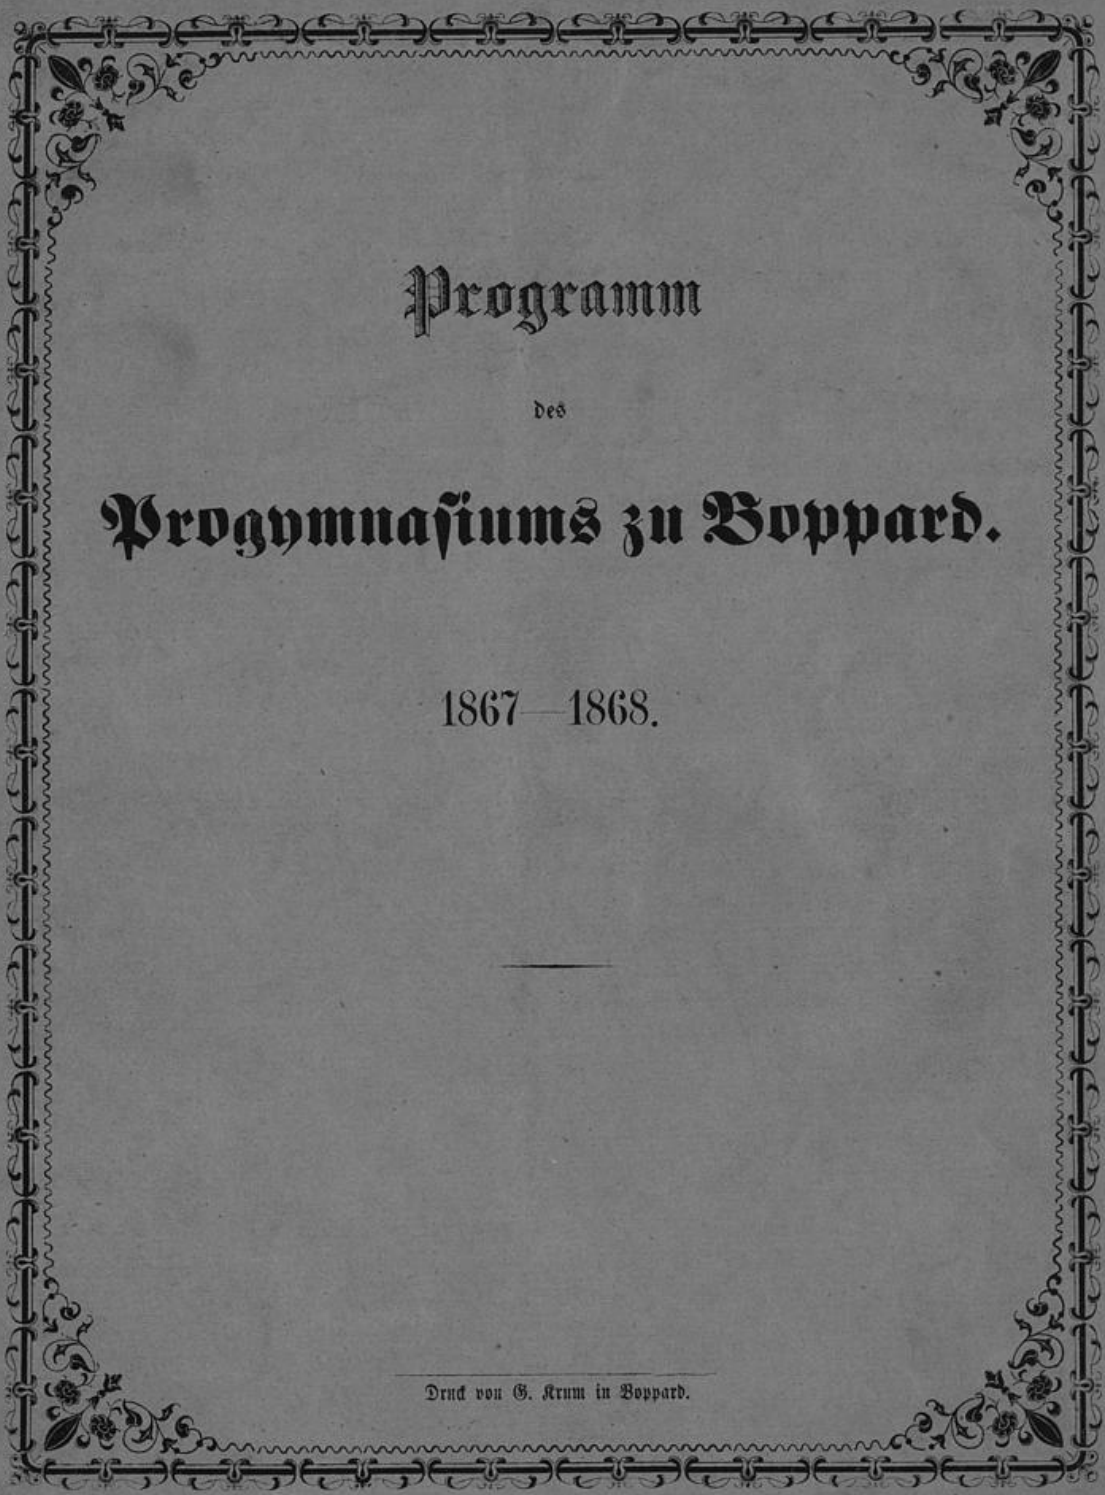 Programm
des
Progymnasiums zu Boppard.
1867—1868.
Druck von G. Krum in Boppard.